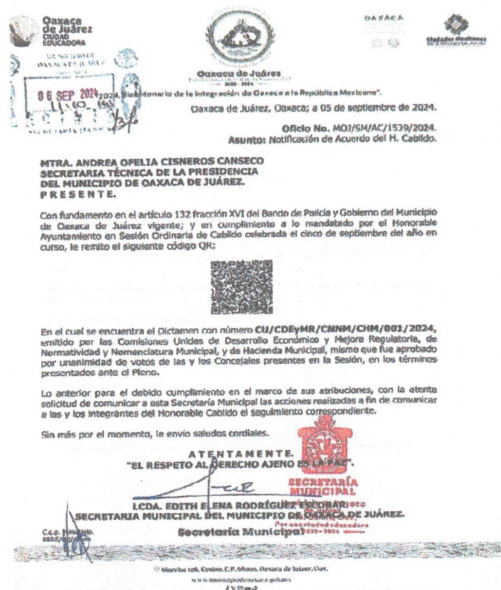 Oaxaca
de Juárez
CIUDAD
EDUCADORA
OAXACA
Oaxaca de Juárez
06 SEP 2024
"2024, Bicentenario de la integración de Oaxaca a la República Mexicana".
Oaxaca de Juárez, Oaxaca; a 05 de septiembre de 2024.
Oficio No. MOJ/SM/AC/1539/2024.
Asunto: Notificación de Acuerdo del H. Cabildo.
MTRA. ANDREA OFELIA CISNEROS CANSECO
SECRETARIA TÉCNICA DE LA PRESIDENCIA
DEL MUNICIPIO DE OAXACA DE JUÁREZ.
P R E S E N T E.
Con fundamento en el artículo 132 fracción XVI del Bando de Policía y Gobierno del Municipio
de Oaxaca de Juárez vigente; y en cumplimiento a lo mandatado por el Honorable
Ayuntamiento en Sesión Ordinaria de Cabildo celebrada el cinco de septiembre del año en
curso, le remito el siguiente código QR:
En el cual se encuentra el Dictamen con número CU/CDEyMR/CNNM/CHM/001/2024,
emitido por las Comisiones Unidas de Desarrollo Económico y Mejora Regulatoria, de
Normatividad y Nomenclatura Municipal, y de Hacienda Municipal, mismo que fue aprobado
por unanimidad de votos de las y los Concejales presentes en la Sesión, en los términos
presentados ante el Pleno.
Lo anterior para el debido cumplimiento en el marco de sus atribuciones, con la atenta
solicitud de comunicar a esta Secretaría Municipal las acciones realizadas a fin de comunicar
a las y los integrantes del Honorable Cabildo el seguimiento correspondiente.
Sin más por el momento, le envío saludos cordiales.
A T E N T A M E N T E.
"EL RESPETO AL DERECHO AJENO ES LA PAZ".
SECRETARÍA
MUNICIPAL
LCDA. EDITH ELENA RODRÍGUEZ ESCOBAR
SECRETARIA MUNICIPAL DEL MUNICIPIO DE OAXACA DE JUÁREZ.
Secretaría Municipal